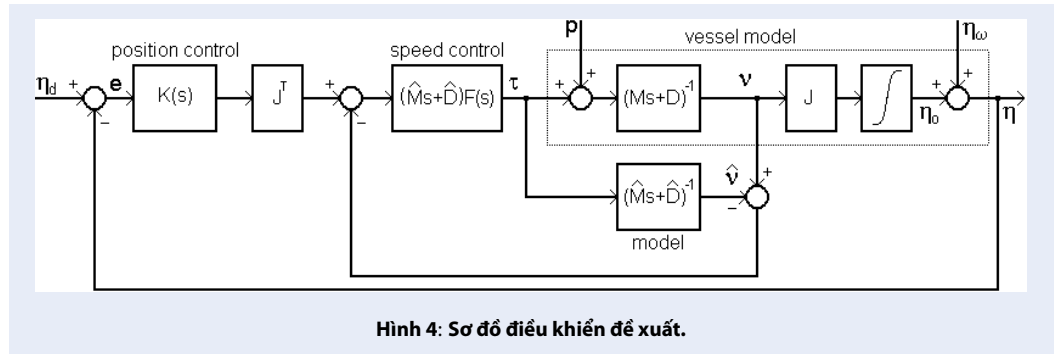 position control
speed control
p
vessel model
ηω
ηd
e
K(s)
Jᵀ
(M̂s+D̂)F(s)
τ
(Ms+D)⁻¹
ν
J
∫
ηo
η
(M̂s+D̂)⁻¹
ν̂
model
Hình 4: Sơ đồ điều khiển đề xuất.